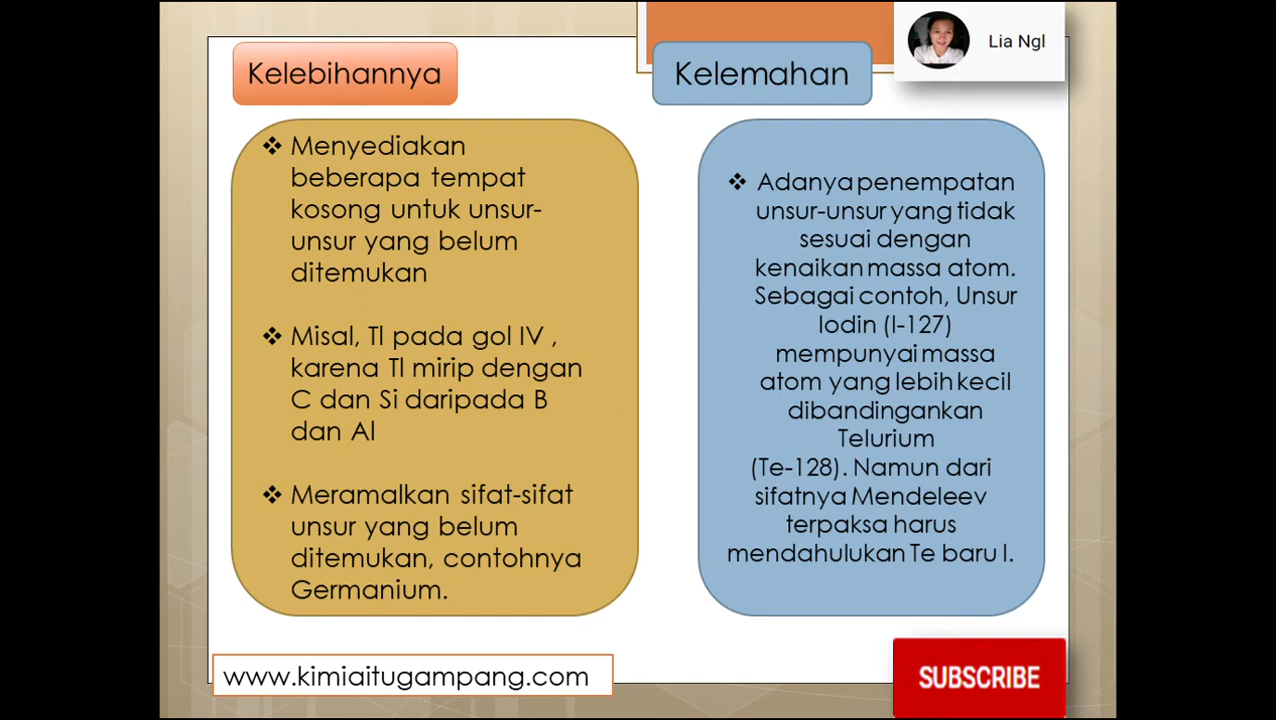 Kelebihannya
Menyediakan
beberapa tempat
kosong untuk unsur-
unsur yang belum
ditemukan
Misal, Tl pada gol IV ,
karena Tl mirip dengan
C dan Si daripada B
dan Al
Meramalkan sifat-sifat
unsur yang belum
ditemukan, contohnya
Germanium.
Kelemahan
Adanya penempatan
unsur-unsur yang tidak
sesuai dengan
kenaikan massa atom.
Sebagai contoh, Unsur
Iodin (I-127)
mempunyai massa
atom yang lebih kecil
dibandingankan
Telurium
(Te-128). Namun dari
sifatnya Mendeleev
terpaksa harus
mendahulukan Te baru I.
Lia Ngl
www.kimiaitugampang.com
SUBSCRIBE